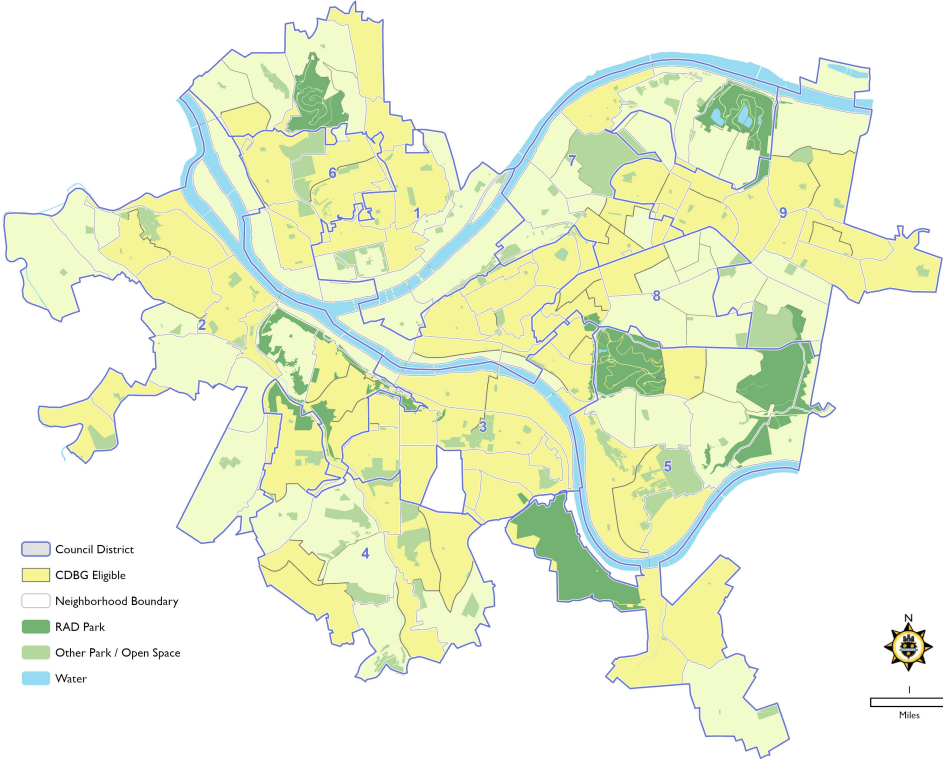 6
1
7
9
2
8
3
5
4
Council District
CDBG Eligible
Neighborhood Boundary
RAD Park
Other Park / Open Space
Water
N
1
Miles